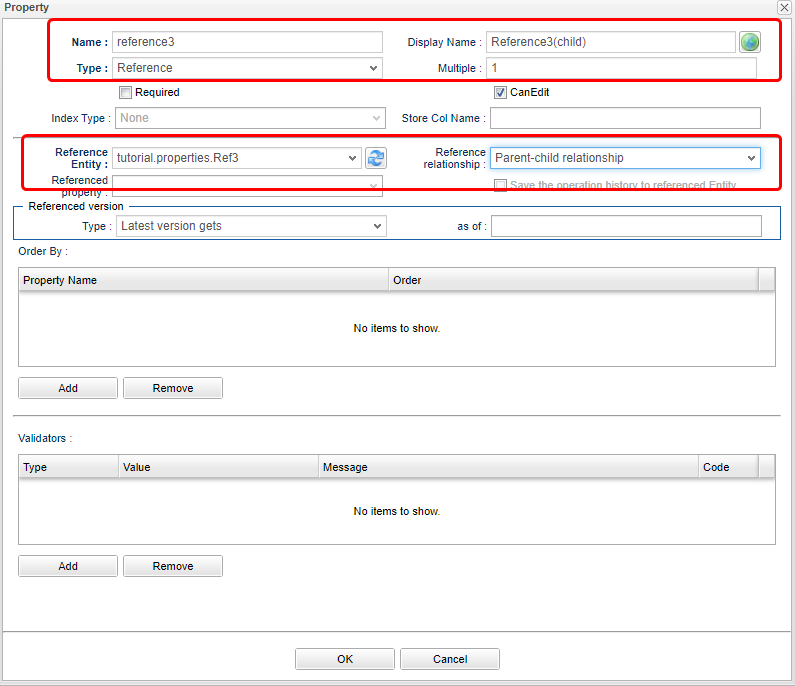 Property
Name : reference3 Display Name : Reference3(child)
Type : Reference Multiple : 1
Required CanEdit
Index Type : None Store Col Name :
Reference Entity : tutorial.properties.Ref3 Reference relationship : Parent-child relationship
Referenced property : Save the operation history to referenced Entity
Referenced version
Type : Latest version gets as of :
Order By :
Property Name Order
No items to show.
Add Remove
Validators :
Type Value Message Code
No items to show.
Add Remove
OK Cancel